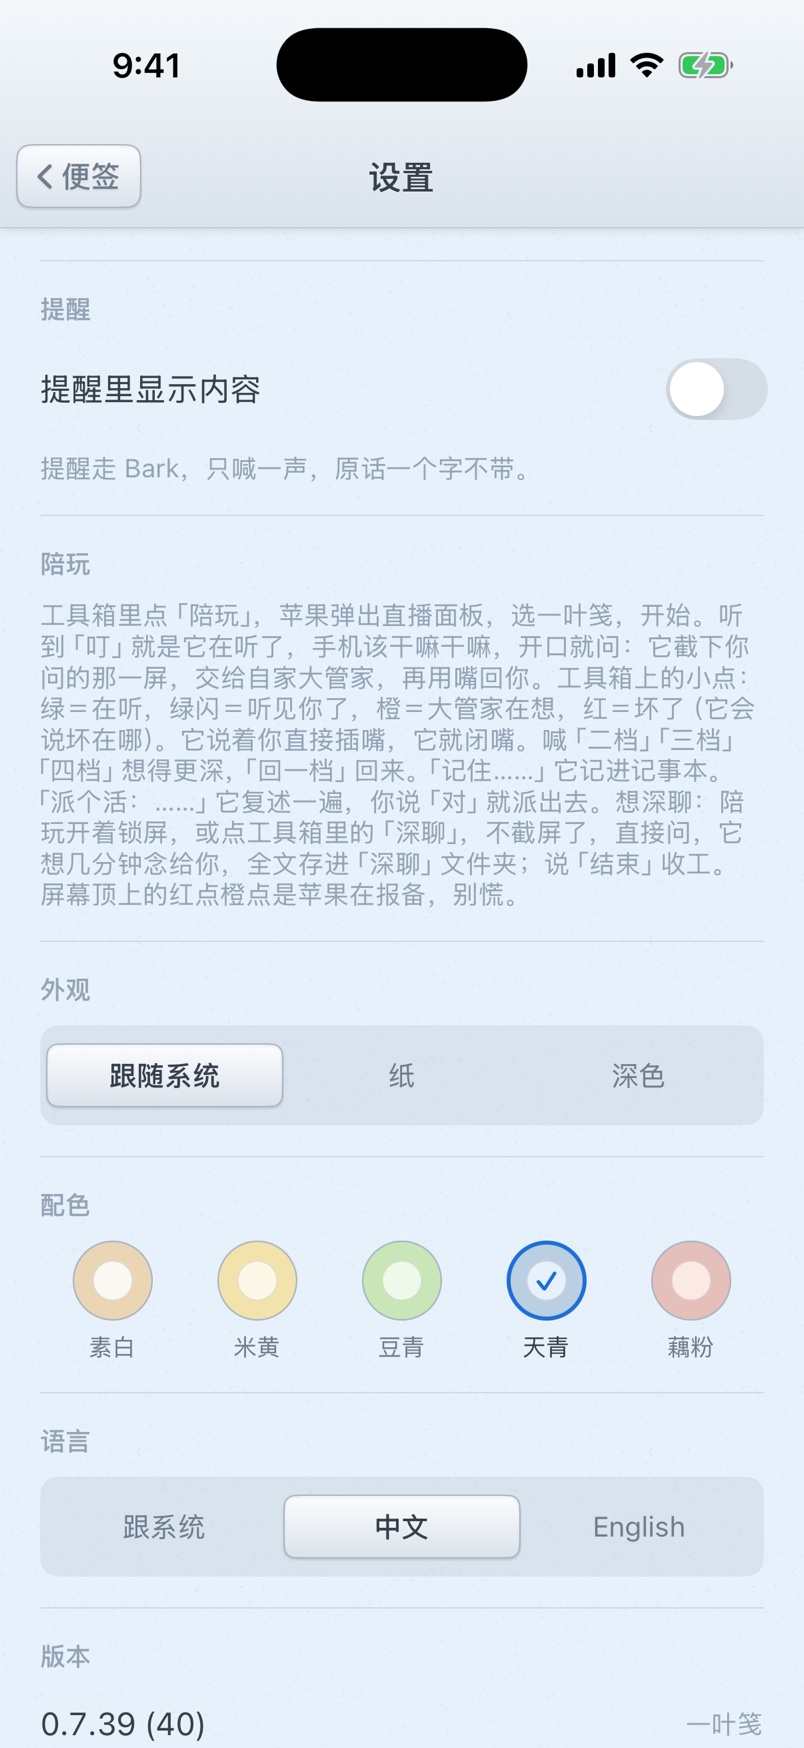 9:41
便签
设置
提醒
提醒里显示内容
提醒走 Bark，只喊一声，原话一个字不带。
陪玩
工具箱里点「陪玩」，苹果弹出直播面板，选一叶笺，开始。听
到「叮」就是它在听了，手机该干嘛干嘛，开口就问：它截下你
问的那一屏，交给自家大管家，再用嘴回你。工具箱上的小点：
绿＝在听，绿闪＝听见你了，橙＝大管家在想，红＝坏了（它会
说坏在哪）。它说着你直接插嘴，它就闭嘴。喊「二档」「三档」
「四档」想得更深，「回一档」回来。「记住……」它记进记事本。
「派个活：……」它复述一遍，你说「对」就派出去。想深聊：陪
玩开着锁屏，或点工具箱里的「深聊」，不截屏了，直接问，它
想几分钟念给你，全文存进「深聊」文件夹；说「结束」收工。
屏幕顶上的红点橙点是苹果在报备，别慌。
外观
跟随系统 纸 深色
配色
素白 米黄 豆青 天青 藕粉
语言
跟系统 中文 English
版本
0.7.39 (40) 一叶笺